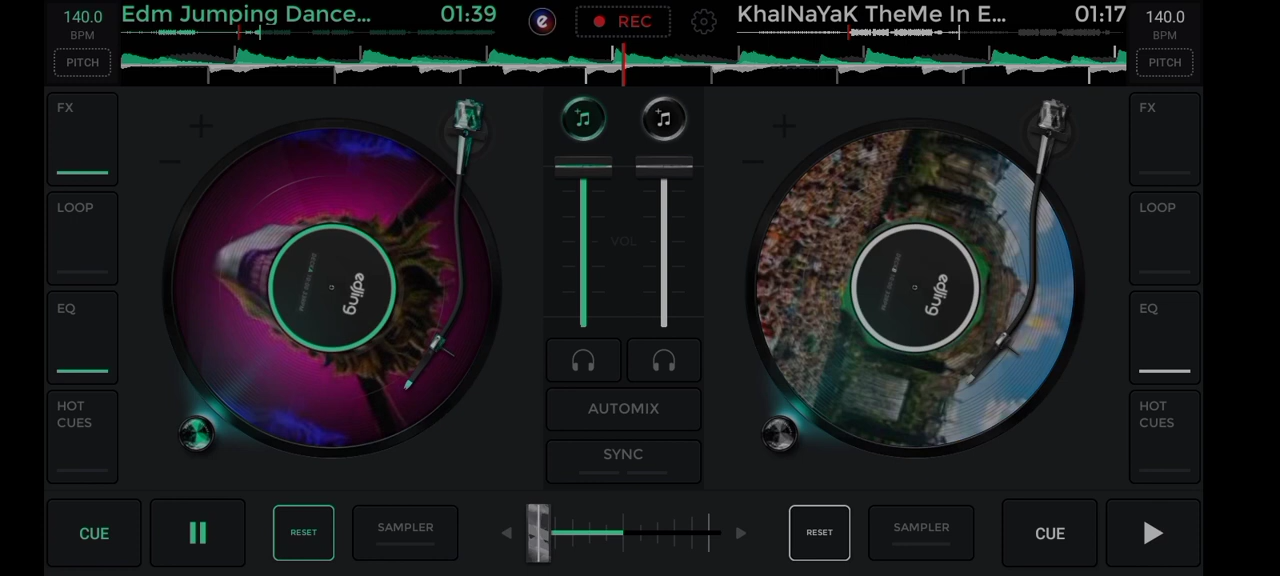 140.0
BPM
PITCH
Edm Jumping Dance...
01:39
e
REC
KhalNaYaK TheMe In E...
01:17
140.0
BPM
PITCH
FX
LOOP
EQ
HOT
CUES
edjing
VOL
AUTOMIX
SYNC
edjing
FX
LOOP
EQ
HOT
CUES
CUE
RESET
SAMPLER
RESET
SAMPLER
CUE